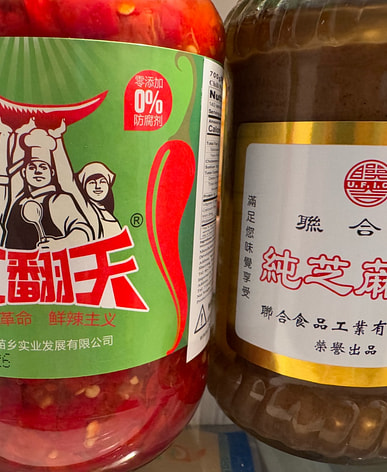 零添加
0%
防腐剂
翻天
®
革命 鲜辣主义
苗乡实业发展有限公司
滿足您味覺享受
聯合
純芝麻
聯合食品工業有
榮譽出品